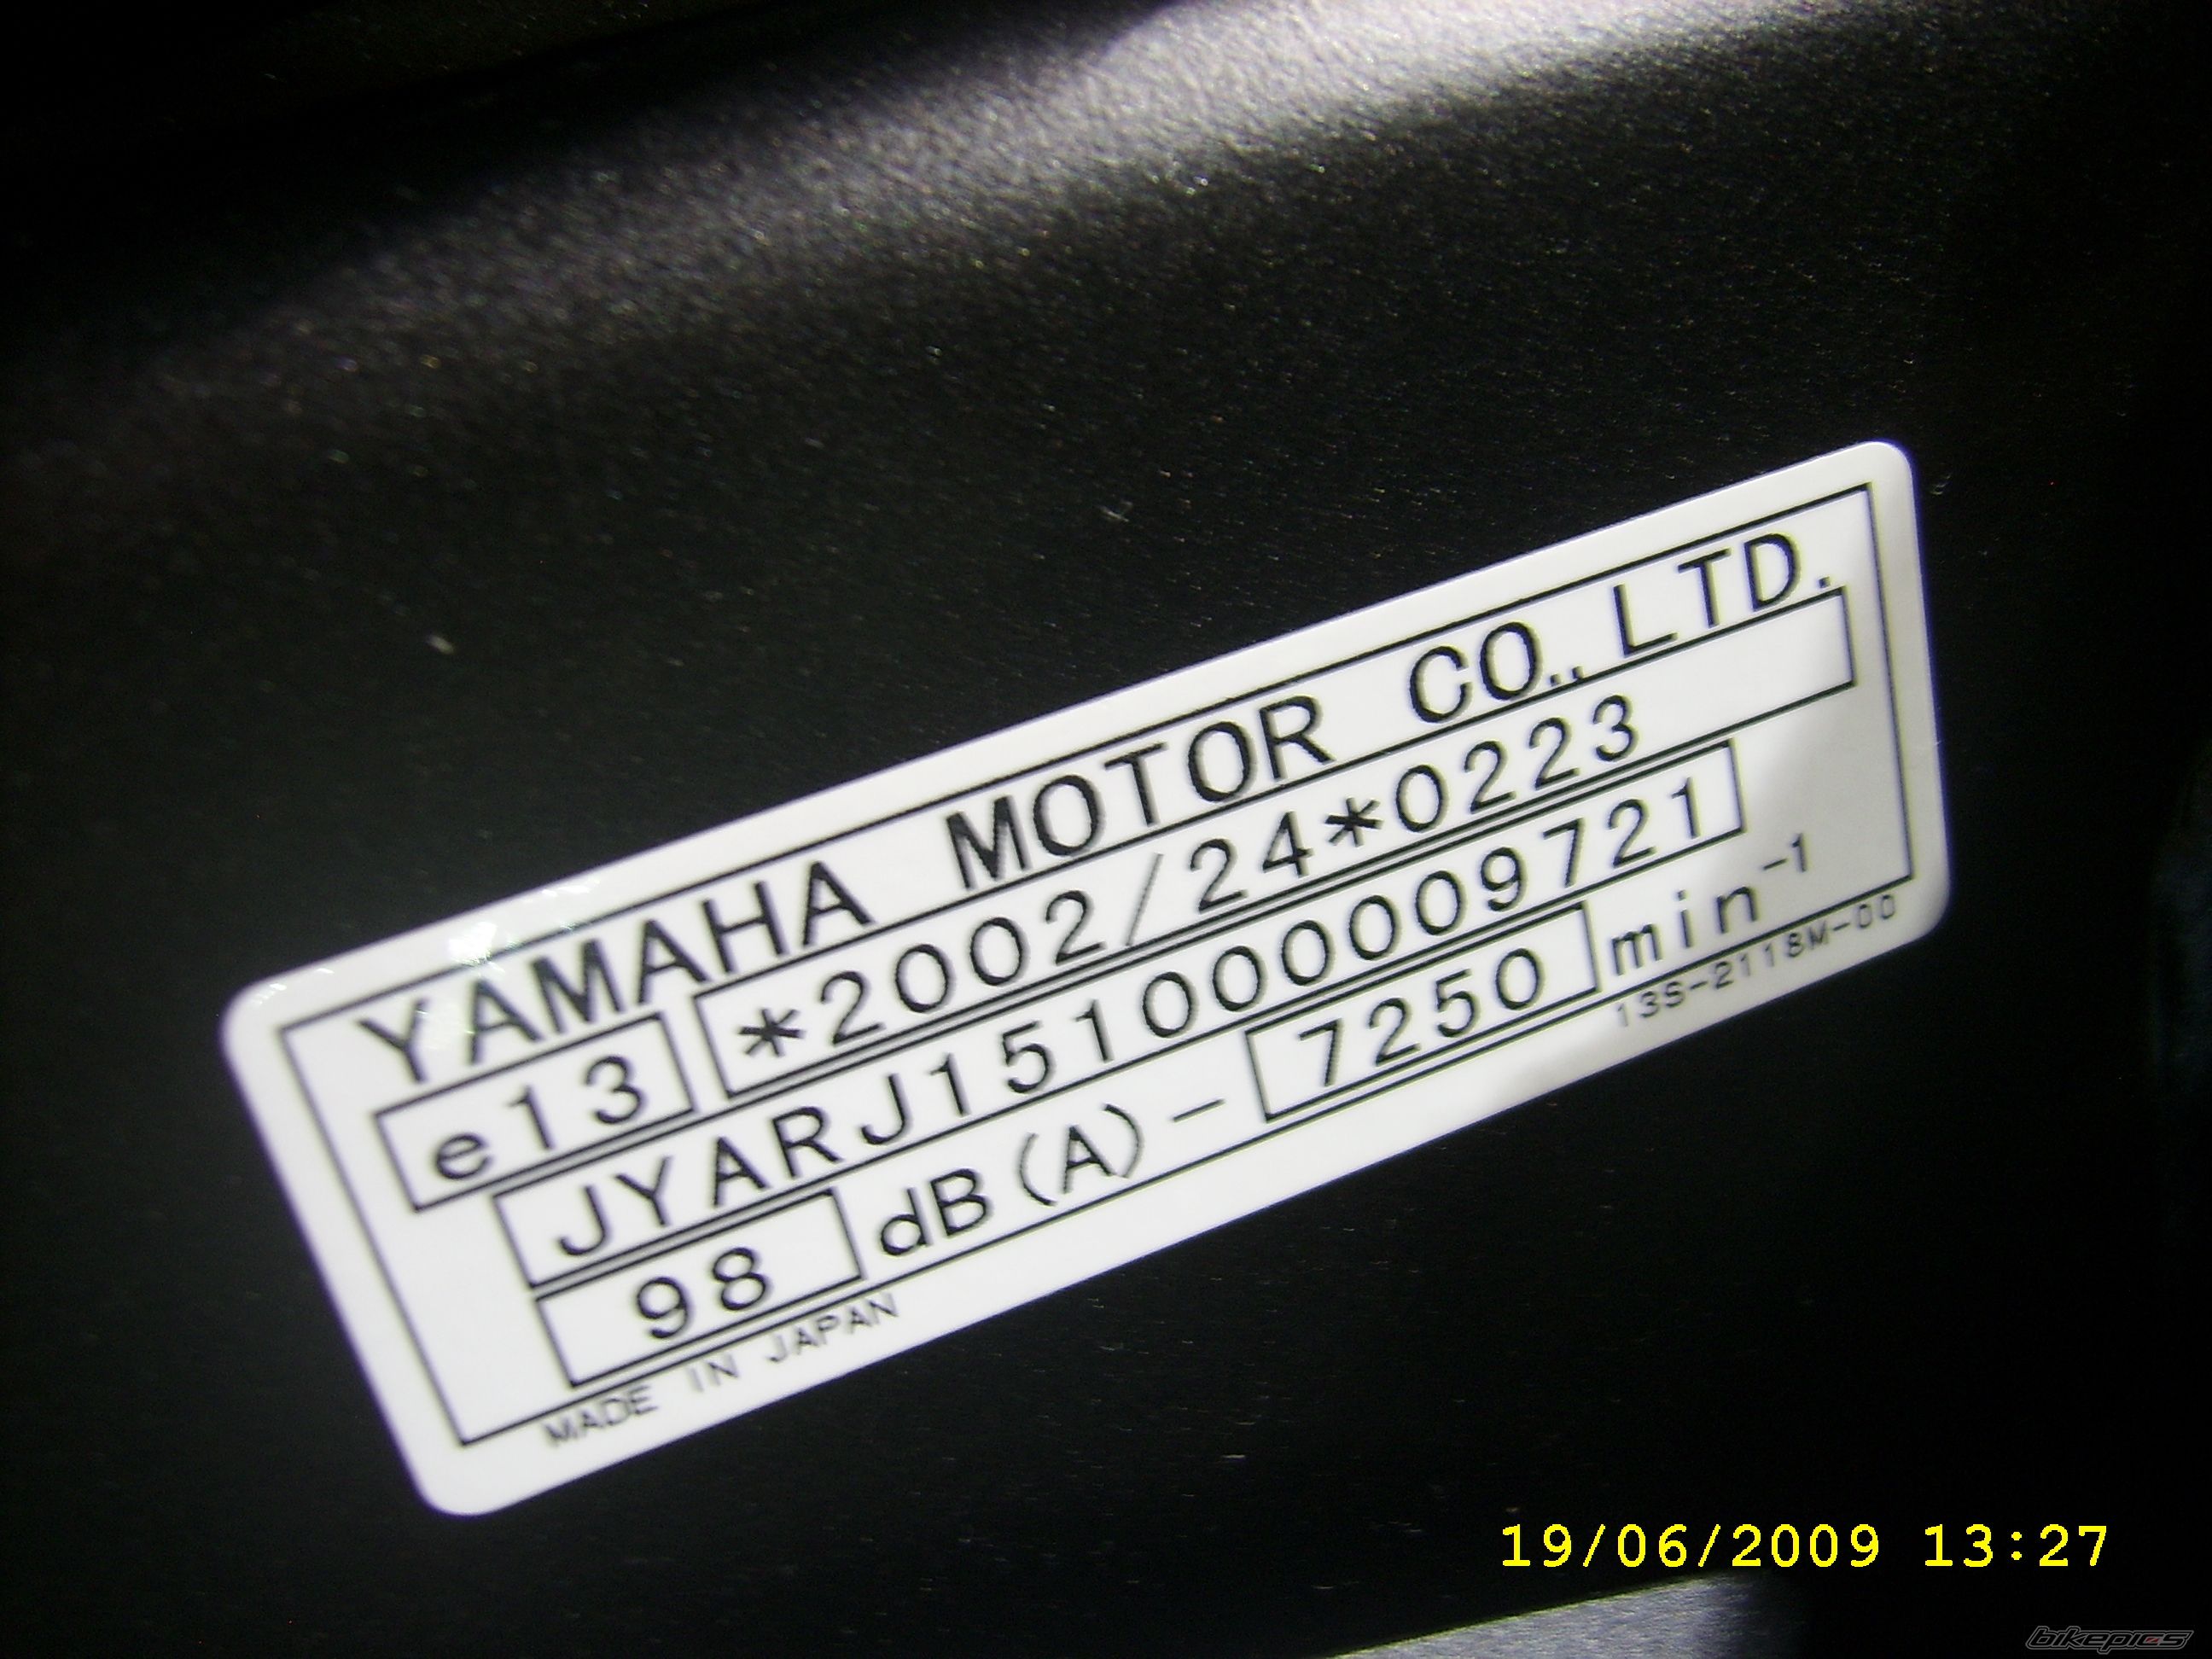 YAMAHA MOTOR CO., LTD.
e13 *2002/24*0223
JYARJ151000009721
98 dB(A) - 7250 min-1
MADE IN JAPAN 13S-2118M-00
19/06/2009 13:27
bikepics